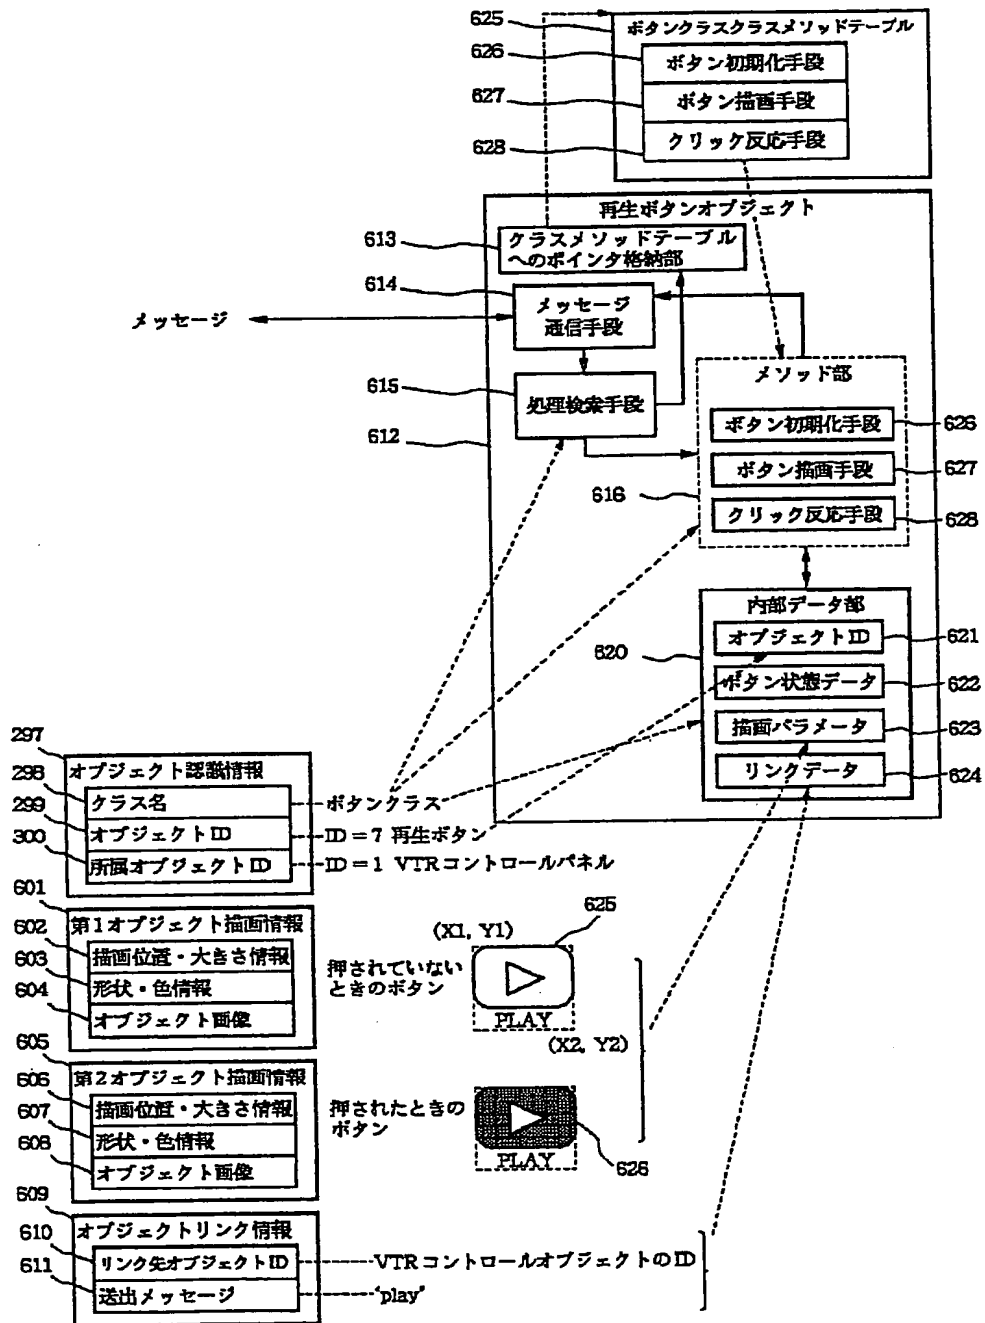 625
ボタンクラスクラスメソッドテーブル
626
ボタン初期化手段
627
ボタン描画手段
628
クリック反応手段
再生ボタンオブジェクト
613
クラスメソッドテーブル
へのポインタ格納部
614
メッセージ
通信手段
メッセージ
615
処理検索手段
612
メソッド部
ボタン初期化手段
626
ボタン描画手段
627
616
クリック反応手段
628
内部データ部
620
オブジェクトID
621
ボタン状態データ
622
描画パラメータ
623
リンクデータ
624
297
オブジェクト認識情報
298
クラス名
ボタンクラス
299
オブジェクトID
ID=7 再生ボタン
300
所属オブジェクトID
ID=1 VTRコントロールパネル
601
第1オブジェクト描画情報
602
描画位置・大きさ情報
603
形状・色情報
604
オブジェクト画像
押されていない
ときのボタン
(X1, Y1)
625
PLAY
(X2, Y2)
605
第2オブジェクト描画情報
606
描画位置・大きさ情報
607
形状・色情報
608
オブジェクト画像
押されたときの
ボタン
PLAY
626
609
オブジェクトリンク情報
610
リンク先オブジェクトID
VTRコントロールオブジェクトのID
611
送出メッセージ
'play'